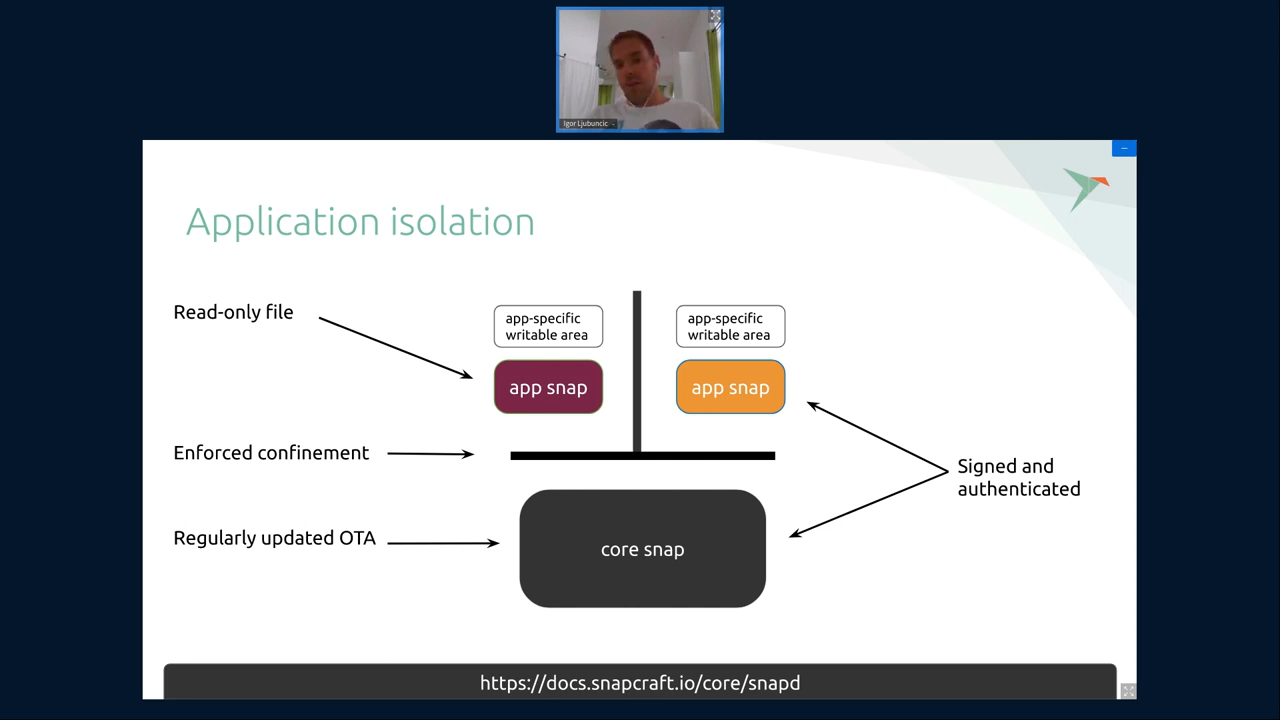 Igor Ljubuncic
Application isolation
Read-only file
app-specific
writable area
app-specific
writable area
app snap
app snap
Enforced confinement
Signed and
authenticated
Regularly updated OTA
core snap
https://docs.snapcraft.io/core/snapd